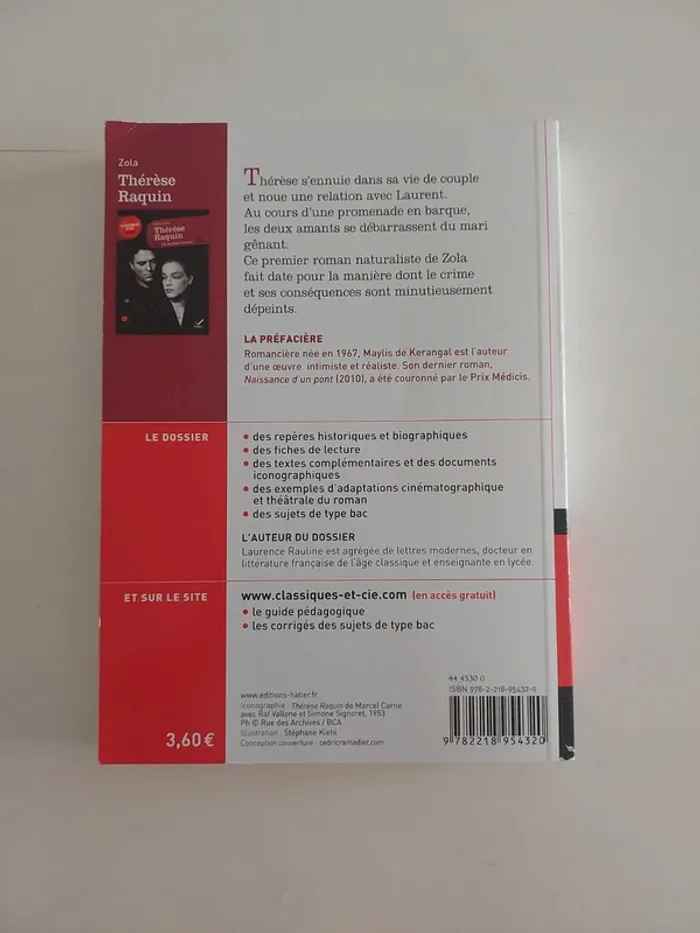 Zola
Thérèse
Raquin
Thérèse
Raquin
Thérèse s'ennuie dans sa vie de couple
et noue une relation avec Laurent.
Au cours d'une promenade en barque,
les deux amants se débarrassent du mari
gênant.
Ce premier roman naturaliste de Zola
fait date pour la manière dont le crime
et ses conséquences sont minutieusement
dépeints.
LA PRÉFACIÈRE
Romancière née en 1967, Maylis de Kerangal est l'auteur
d'une œuvre intimiste et réaliste. Son dernier roman,
Naissance d'un pont (2010), a été couronné par le Prix Médicis.
LE DOSSIER
• des repères historiques et biographiques
• des fiches de lecture
• des textes complémentaires et des documents
iconographiques
• des exemples d'adaptations cinématographique
et théâtrale du roman
• des sujets de type bac
L'AUTEUR DU DOSSIER
Laurence Rauline est agrégée de lettres modernes, docteur en
littérature française de l'âge classique et enseignante en lycée.
ET SUR LE SITE
www.classiques-et-cie.com (en accès gratuit)
• le guide pédagogique
• les corrigés des sujets de type bac
44 4530 0
ISBN 978-2-218-95432-0
www.editions-hatier.fr
Iconographie : Thérèse Raquin de Marcel Carne
avec Raf Vallone et Simone Signoret, 1953
Ph © Rue des Archives / BCA
Illustration : Stéphane Kiehl
Conception couverture : cedricramadier.com
3,60 €
9 782218 954320